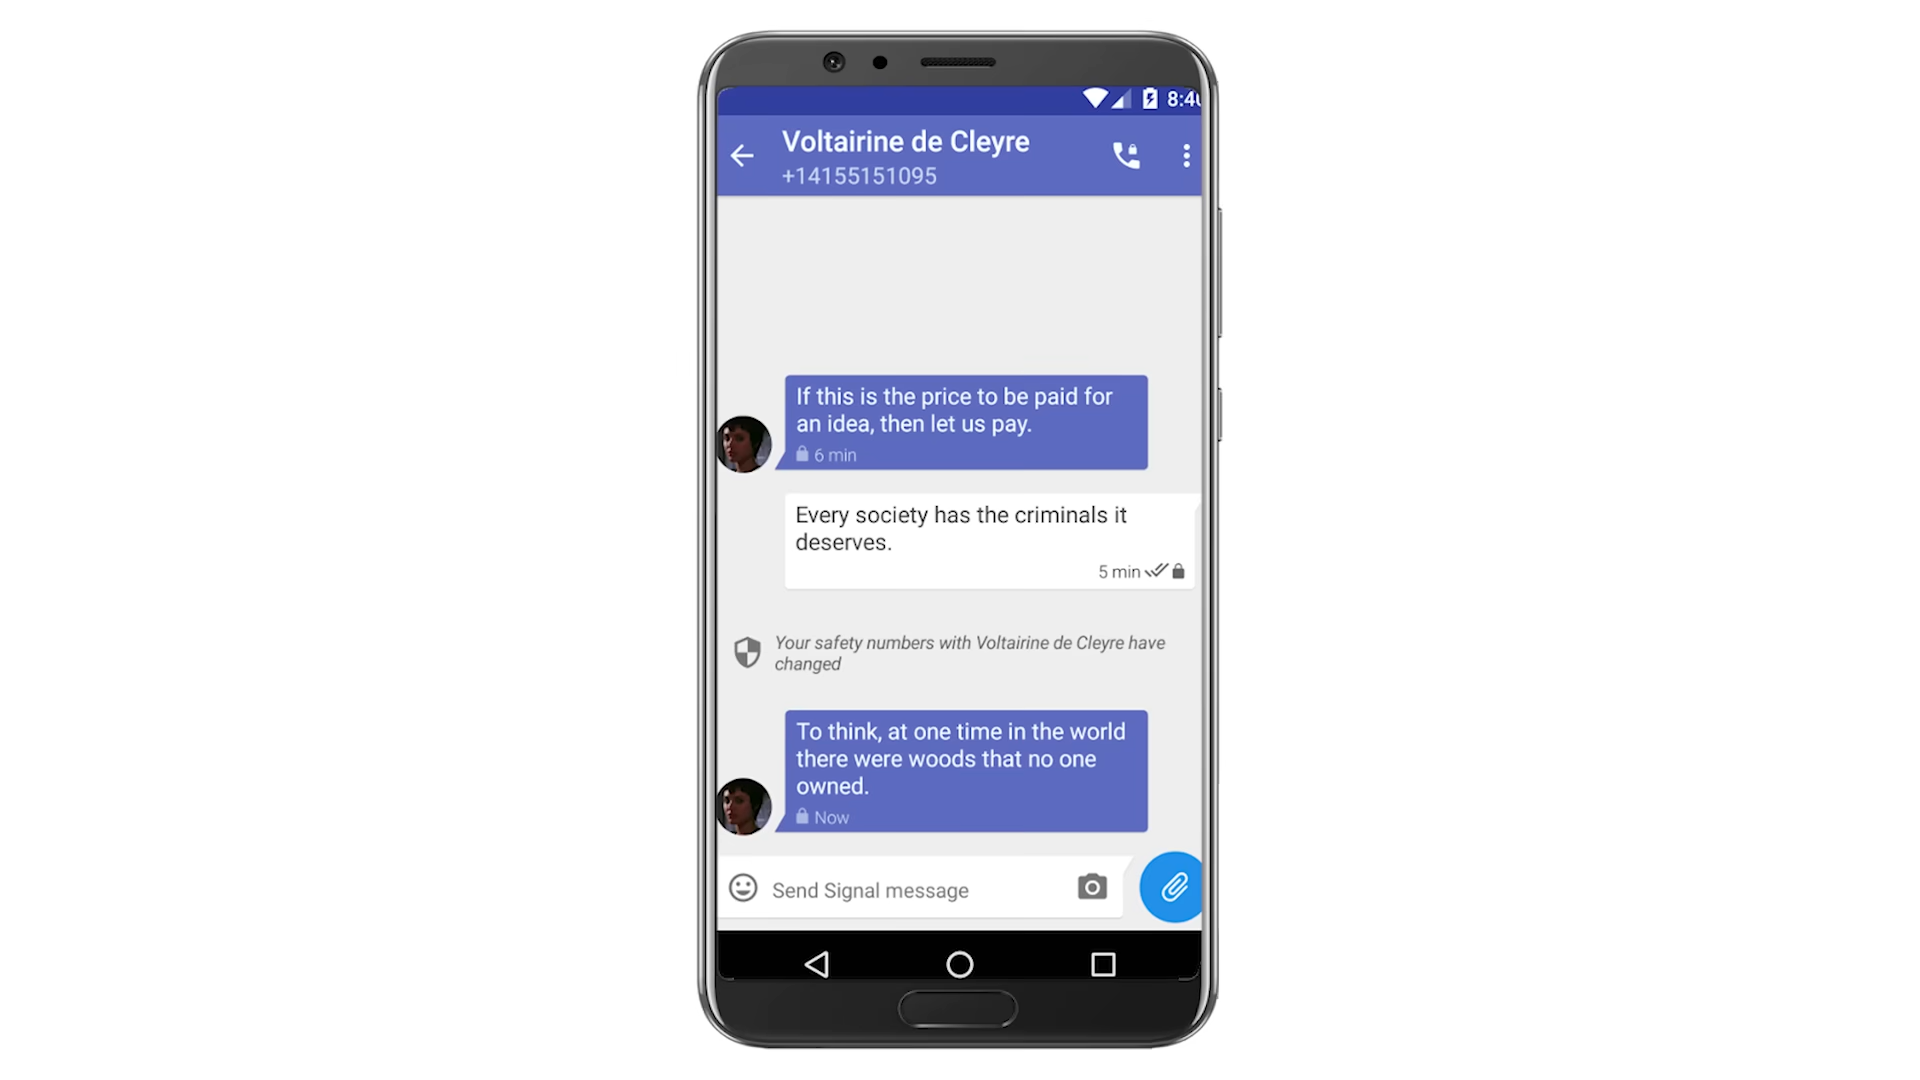 8:40
Voltairine de Cleyre
+14155151095
If this is the price to be paid for
an idea, then let us pay.
6 min
Every society has the criminals it
deserves.
5 min
Your safety numbers with Voltairine de Cleyre have
changed
To think, at one time in the world
there were woods that no one
owned.
Now
Send Signal message